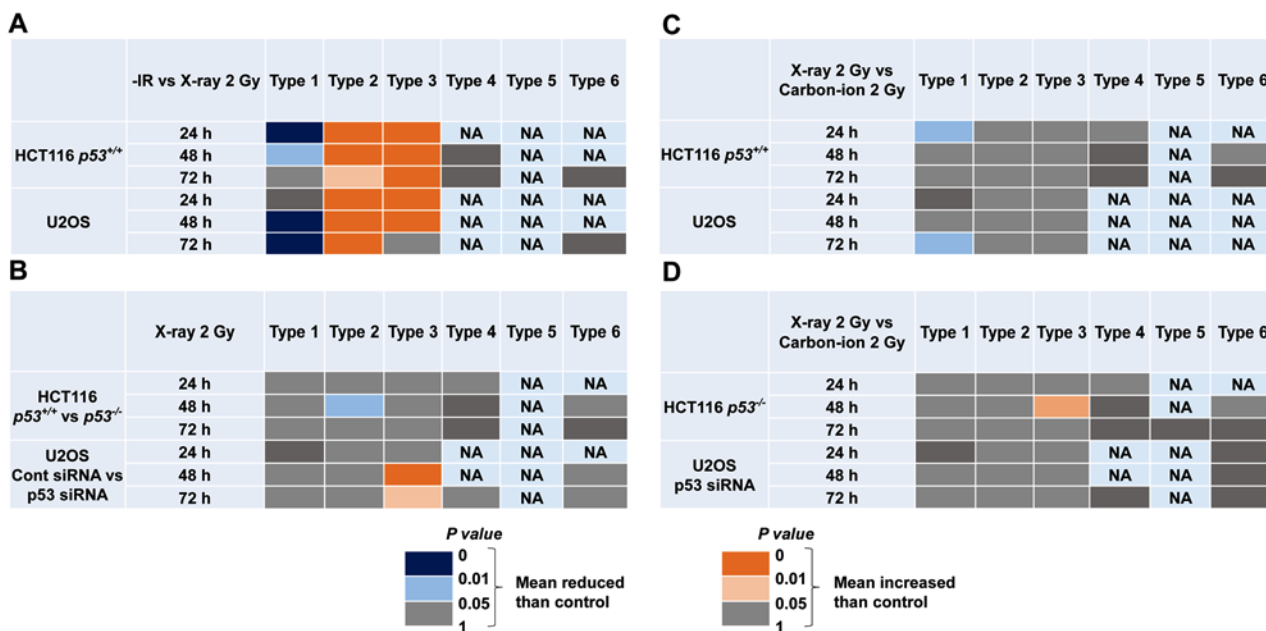 A
-IR vs X-ray 2 Gy Type 1 Type 2 Type 3 Type 4 Type 5 Type 6
HCT116 p53+/+
24 h NA NA NA
48 h NA NA
72 h NA
U2OS
24 h NA NA NA
48 h NA NA NA
72 h NA NA
B
X-ray 2 Gy Type 1 Type 2 Type 3 Type 4 Type 5 Type 6
HCT116
p53+/+ vs p53-/-
24 h NA NA
48 h NA
72 h NA
U2OS
Cont siRNA vs
p53 siRNA
24 h NA NA NA
48 h NA NA
72 h NA
C
X-ray 2 Gy vs
Carbon-ion 2 Gy
Type 1 Type 2 Type 3 Type 4 Type 5 Type 6
HCT116 p53+/+
24 h NA NA
48 h NA
72 h NA
U2OS
24 h NA NA NA
48 h NA NA NA
72 h NA NA NA
D
X-ray 2 Gy vs
Carbon-ion 2 Gy
Type 1 Type 2 Type 3 Type 4 Type 5 Type 6
HCT116 p53-/-
24 h NA NA
48 h NA
72 h
U2OS
p53 siRNA
24 h NA NA
48 h NA NA
72 h NA
P value
0
0.01
0.05
1
Mean reduced
than control
P value
0
0.01
0.05
1
Mean increased
than control